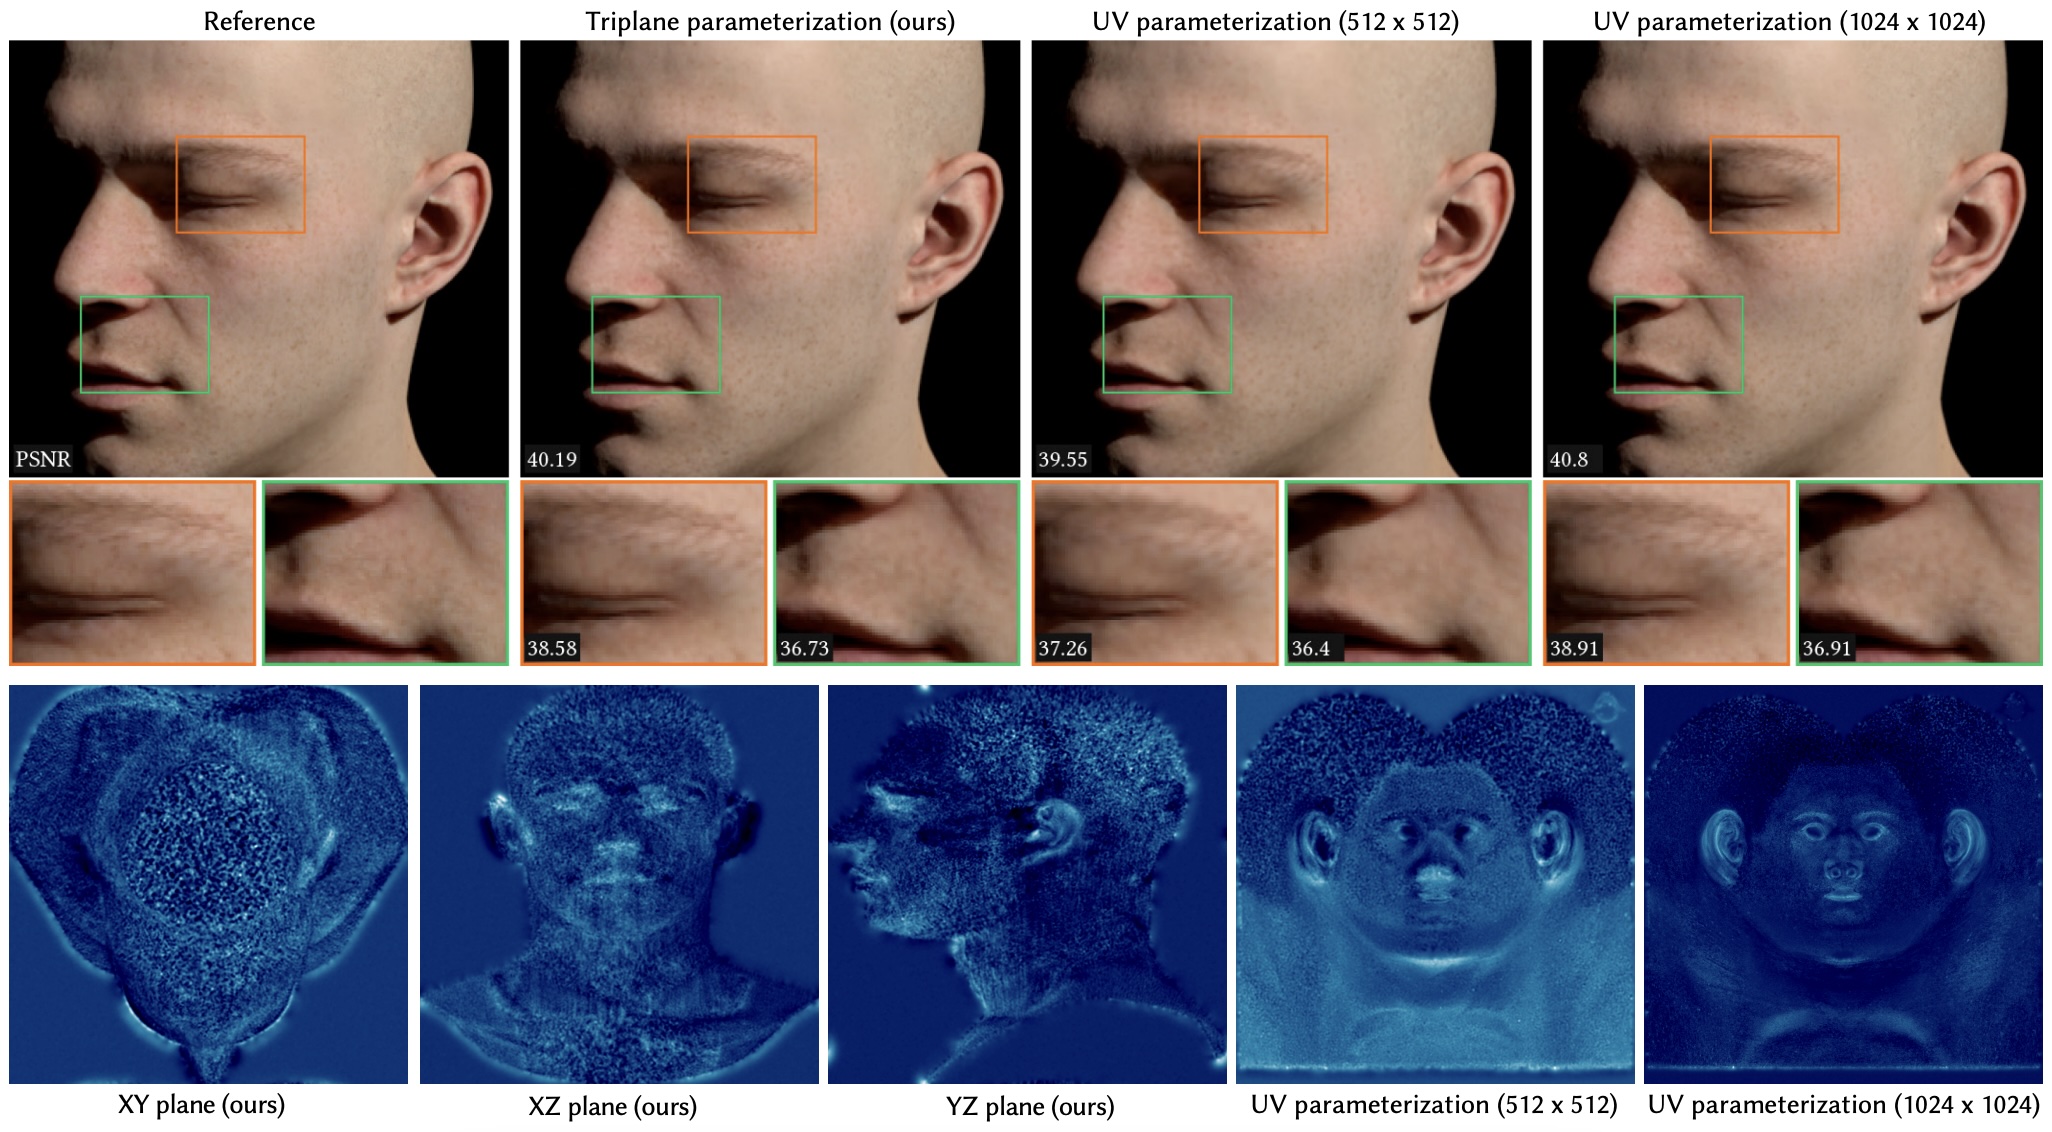 Reference
Triplane parameterization (ours)
UV parameterization (512 x 512)
UV parameterization (1024 x 1024)
PSNR
40.19
39.55
40.8
38.58
36.73
37.26
36.4
38.91
36.91
XY plane (ours)
XZ plane (ours)
YZ plane (ours)
UV parameterization (512 x 512)
UV parameterization (1024 x 1024)